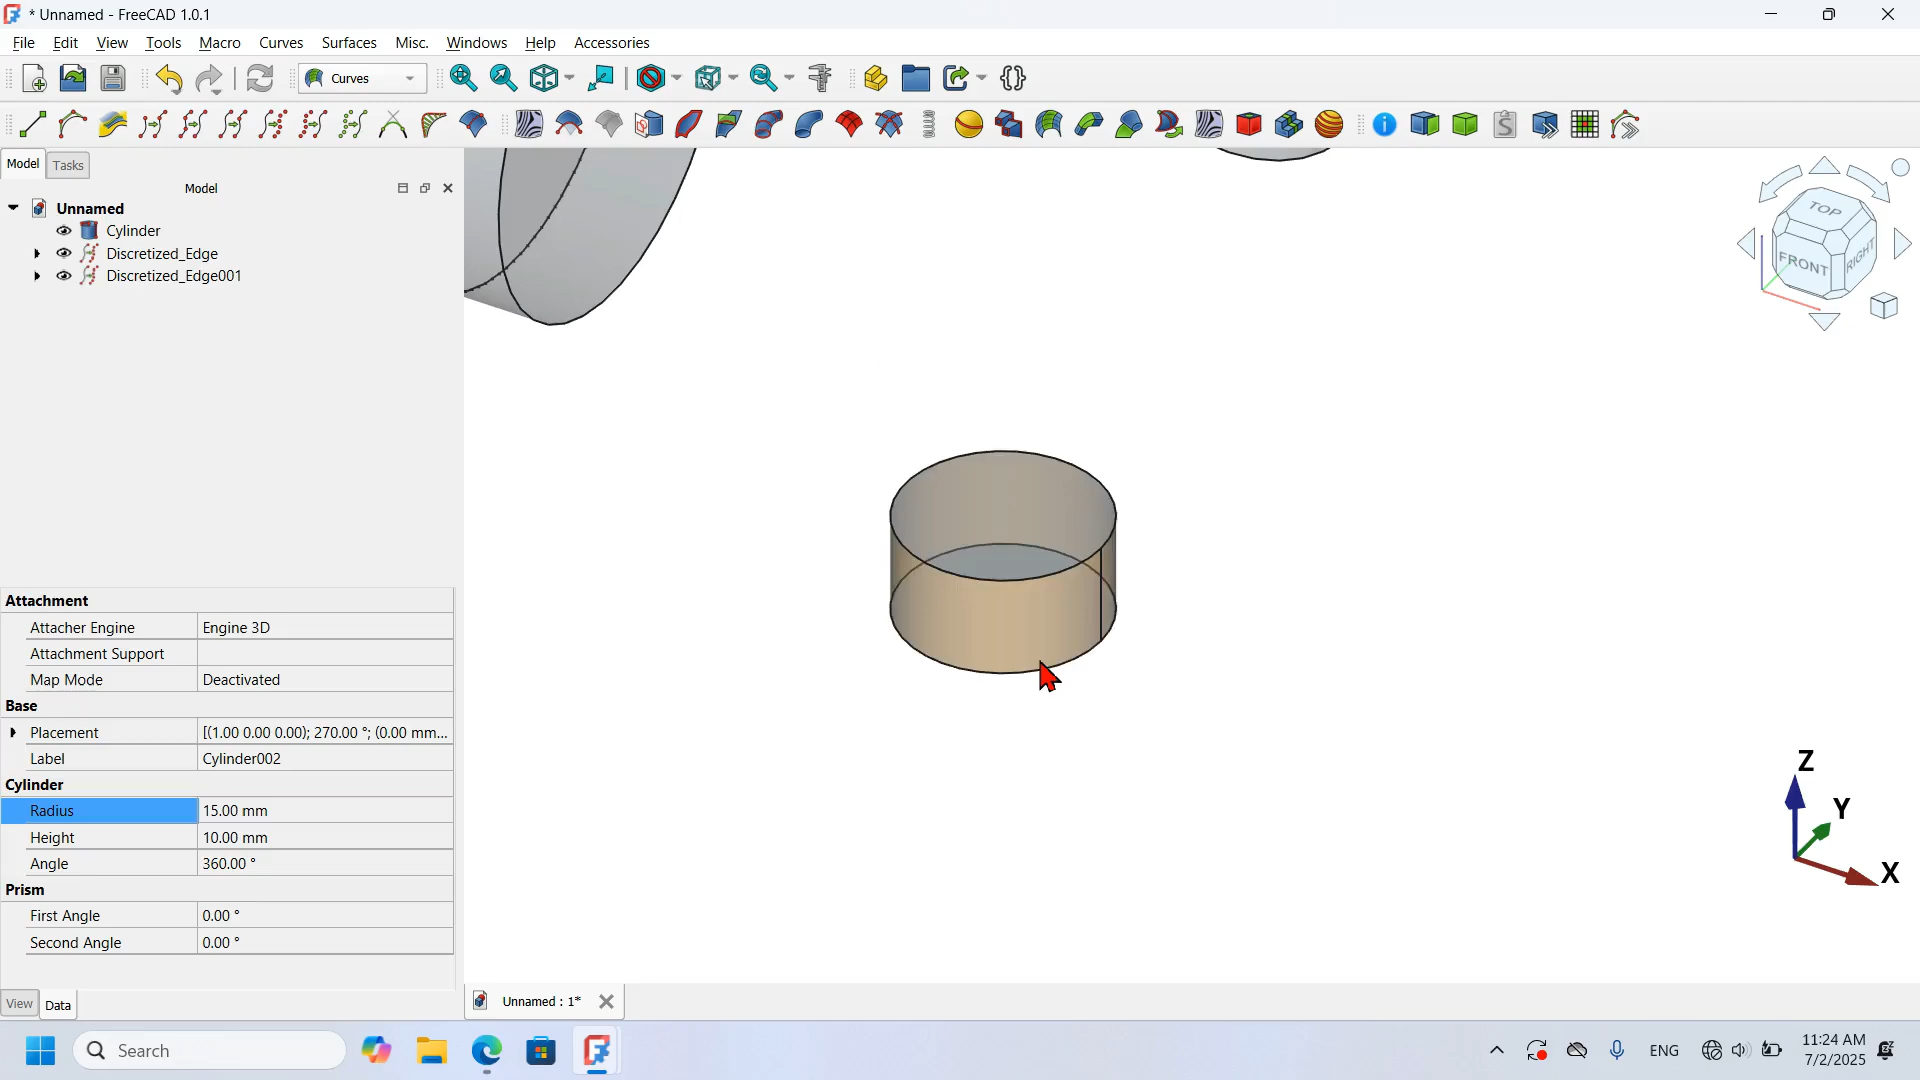 * Unnamed - FreeCAD 1.0.1
File Edit View Tools Macro Curves Surfaces Misc. Windows Help Accessories
Curves
Model Tasks
Model
Unnamed
Cylinder
Discretized_Edge
Discretized_Edge001
TOP
FRONT
RIGHT
Attachment
Attacher Engine Engine 3D
Attachment Support
Map Mode Deactivated
Base
Placement [(1.00 0.00 0.00); 270.00 °; (0.00 mm...
Label Cylinder002
Cylinder
Radius 15.00 mm
Height 10.00 mm
Angle 360.00 °
Prism
First Angle 0.00 °
Second Angle 0.00 °
Z
Y
X
View Data
Unnamed : 1*
Search
ENG
11:24 AM
7/2/2025